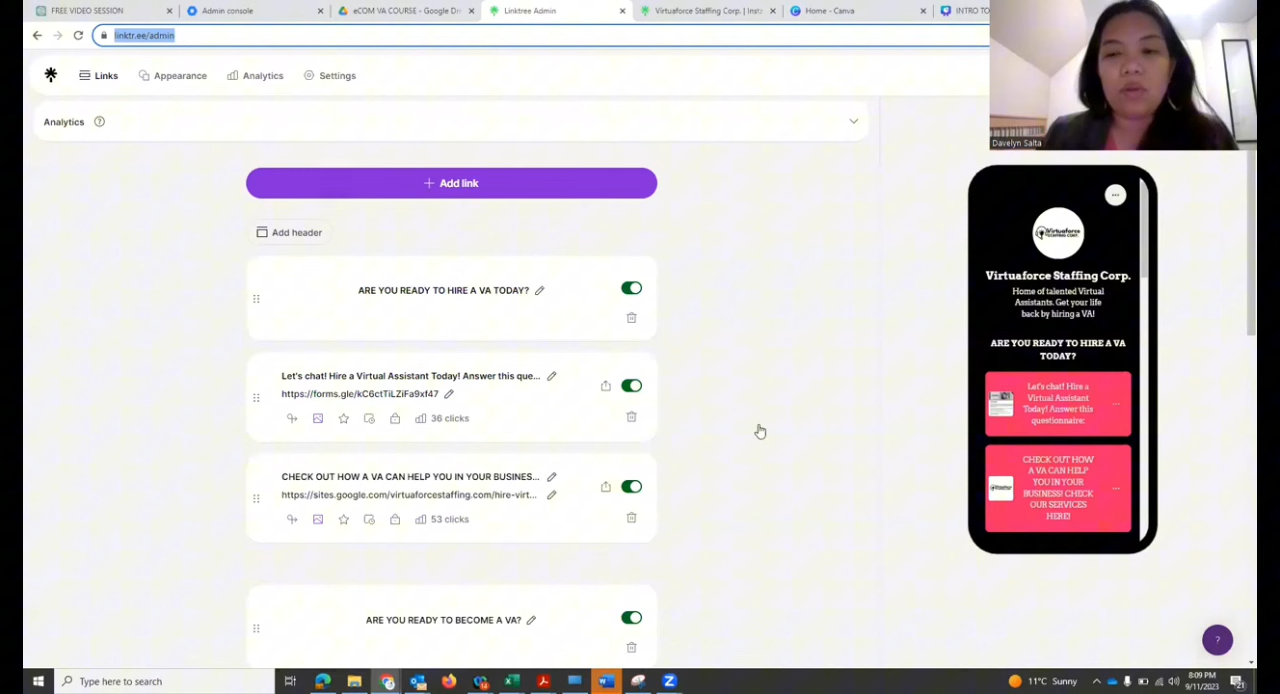 FREE VIDEO SESSION
Admin console
eCOM VA COURSE - Google Dri
Linktree Admin
Virtuaforce Staffing Corp. | Inst
Home - Canva
INTRO TO
linktr.ee/admin
Links
Appearance
Analytics
Settings
Davelyn Salta
Analytics ?
+ Add link
Add header
ARE YOU READY TO HIRE A VA TODAY?
Let's chat! Hire a Virtual Assistant Today! Answer this que...
https://forms.gle/kC6ctTiLZiFa9xf47
36 clicks
CHECK OUT HOW A VA CAN HELP YOU IN YOUR BUSINES...
https://sites.google.com/virtuaforcestaffing.com/hire-virt...
53 clicks
ARE YOU READY TO BECOME A VA?
Virtuaforce
Virtuaforce Staffing Corp.
Home of talented Virtual
Assistants. Get your life
back by hiring a VA!
ARE YOU READY TO HIRE A VA
TODAY?
Let's chat! Hire a
Virtual Assistant
Today! Answer this
questionnaire:
CHECK OUT HOW
A VA CAN HELP
YOU IN YOUR
BUSINESS! CHECK
OUR SERVICES
HERE!
?
Type here to search
11°C Sunny
8:09 PM
9/11/2023
21